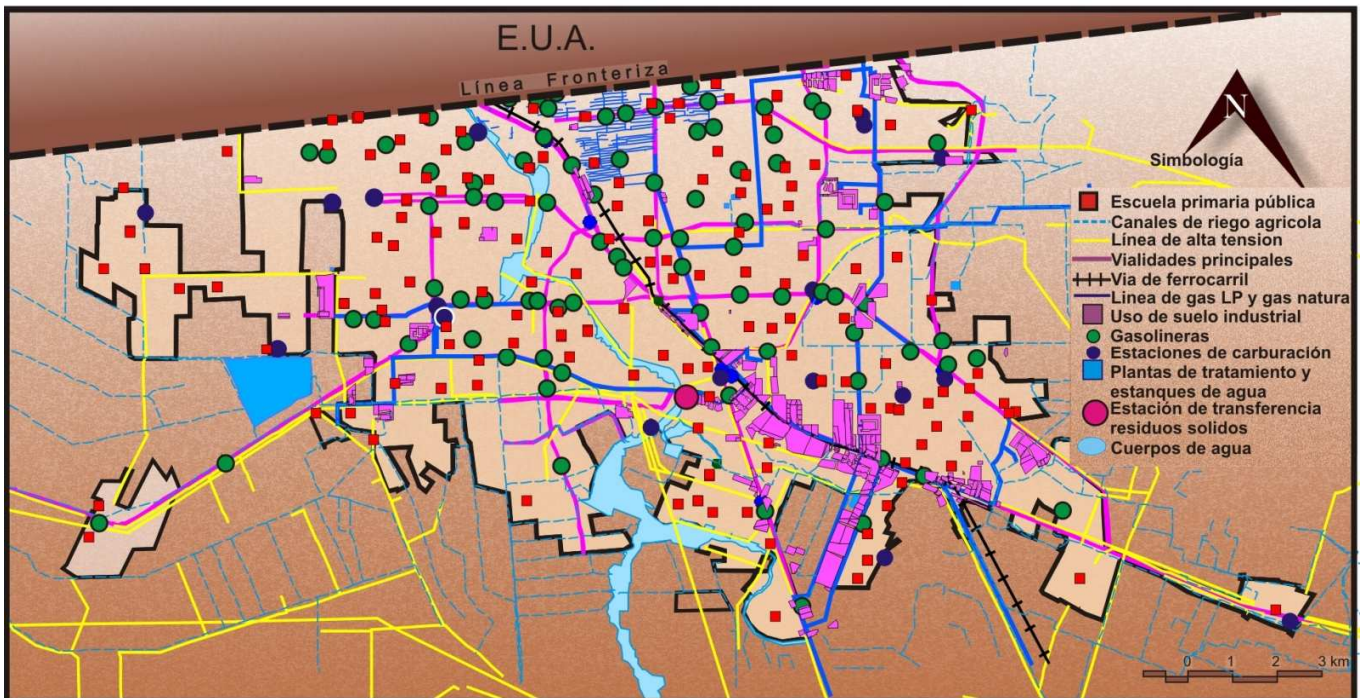 E.U.A.
Línea Fronteriza
N
Simbología
Escuela primaria pública
Canales de riego agricola
Línea de alta tension
Vialidades principales
Via de ferrocarril
Linea de gas LP y gas natura
Uso de suelo industrial
Gasolineras
Estaciones de carburación
Plantas de tratamiento y
estanques de agua
Estación de transferencia
residuos solidos
Cuerpos de agua
0 1 2 3 km